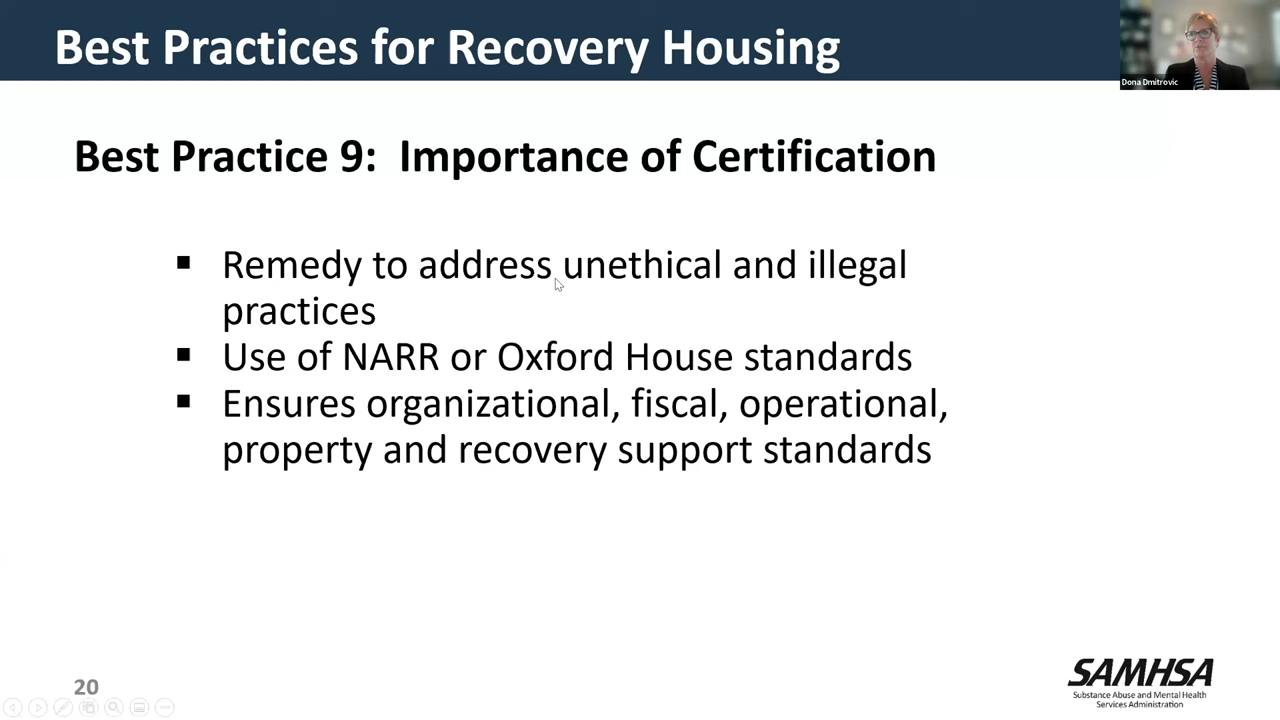 Best Practices for Recovery Housing
Dona Dmitrovic
Best Practice 9:  Importance of Certification
▪ Remedy to address unethical and illegal
practices
▪ Use of NARR or Oxford House standards
▪ Ensures organizational, fiscal, operational,
property and recovery support standards
20
SAMHSA
Substance Abuse and Mental Health
Services Administration